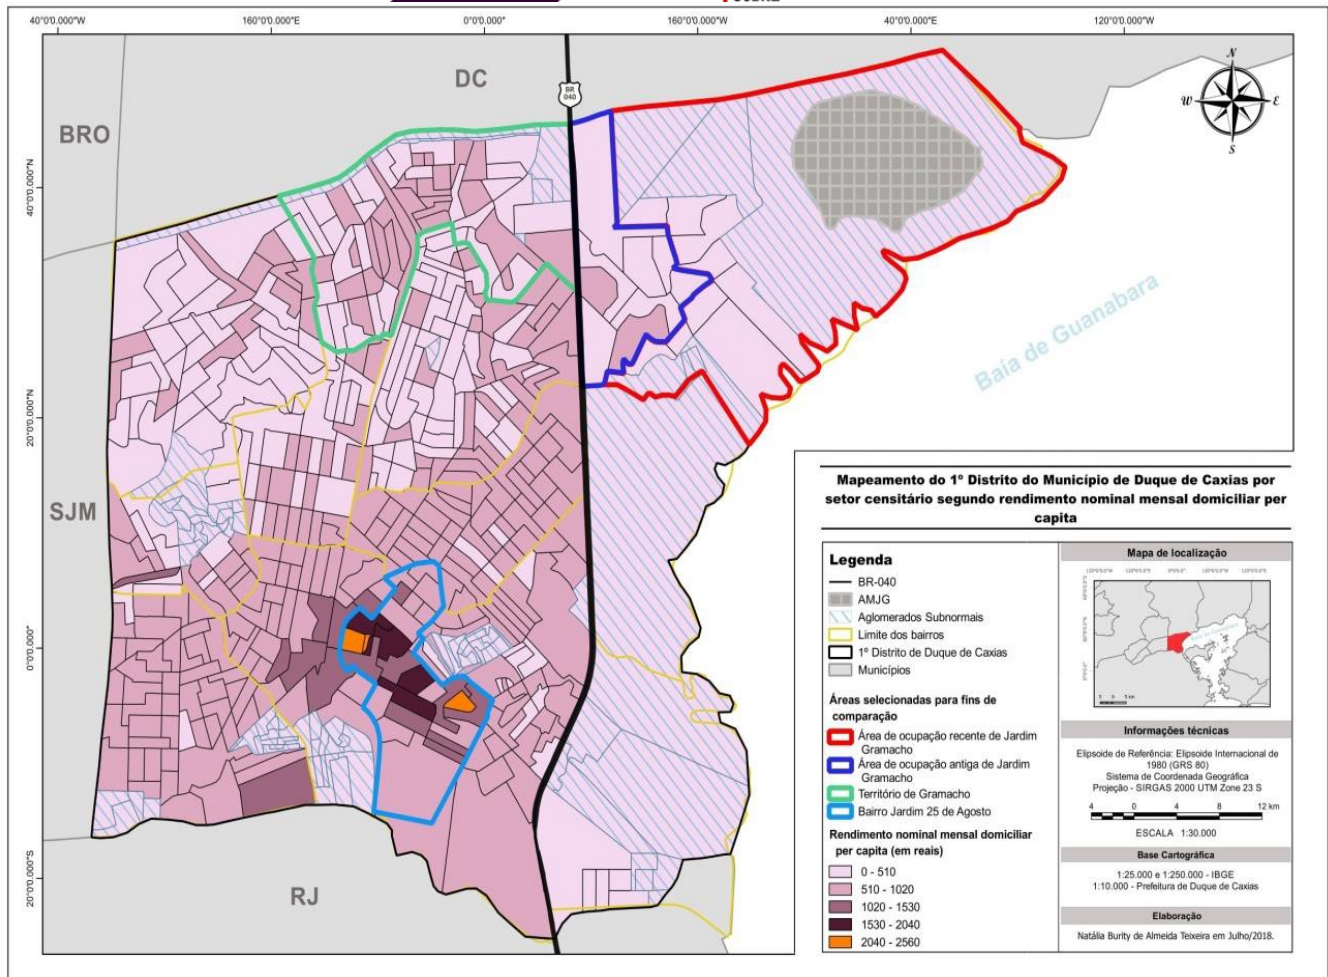 40°0'0.000"W
160°0'0.000"E
0°0'0.000"
160°0'0.000"W
40°0'0.000"E
120°0'0.000"W
DC
BR
040
BRO
N
W
E
S
40°0'0.000"N
20°0'0.000"N
0°0'0.000"
20°0'0.000"S
Baia de Guanabara
SJM
RJ
Mapeamento do 1º Distrito do Município de Duque de Caxias por
setor censitário segundo rendimento nominal mensal domiciliar per
capita
Legenda
BR-040
AMJG
Aglomerados Subnormais
Limite dos bairros
1º Distrito de Duque de Caxias
Municípios
Áreas selecionadas para fins de
comparação
Área de ocupação recente de Jardim
Gramacho
Área de ocupação antiga de Jardim
Gramacho
Território de Gramacho
Bairro Jardim 25 de Agosto
Rendimento nominal mensal domiciliar
per capita (em reais)
0 - 510
510 - 1020
1020 - 1530
1530 - 2040
2040 - 2560
Mapa de localização
Informações técnicas
Elipsoide de Referência: Elipsoide Internacional de
1980 (GRS 80)
Sistema de Coordenada Geográfica
Projeção - SIRGAS 2000 UTM Zone 23 S
4 0 4 8 12 km
ESCALA 1:30.000
Base Cartográfica
1:25.000 e 1:250.000 - IBGE
1:10.000 - Prefeitura de Duque de Caxias
Elaboração
Natália Burity de Almeida Teixeira em Julho/2018.